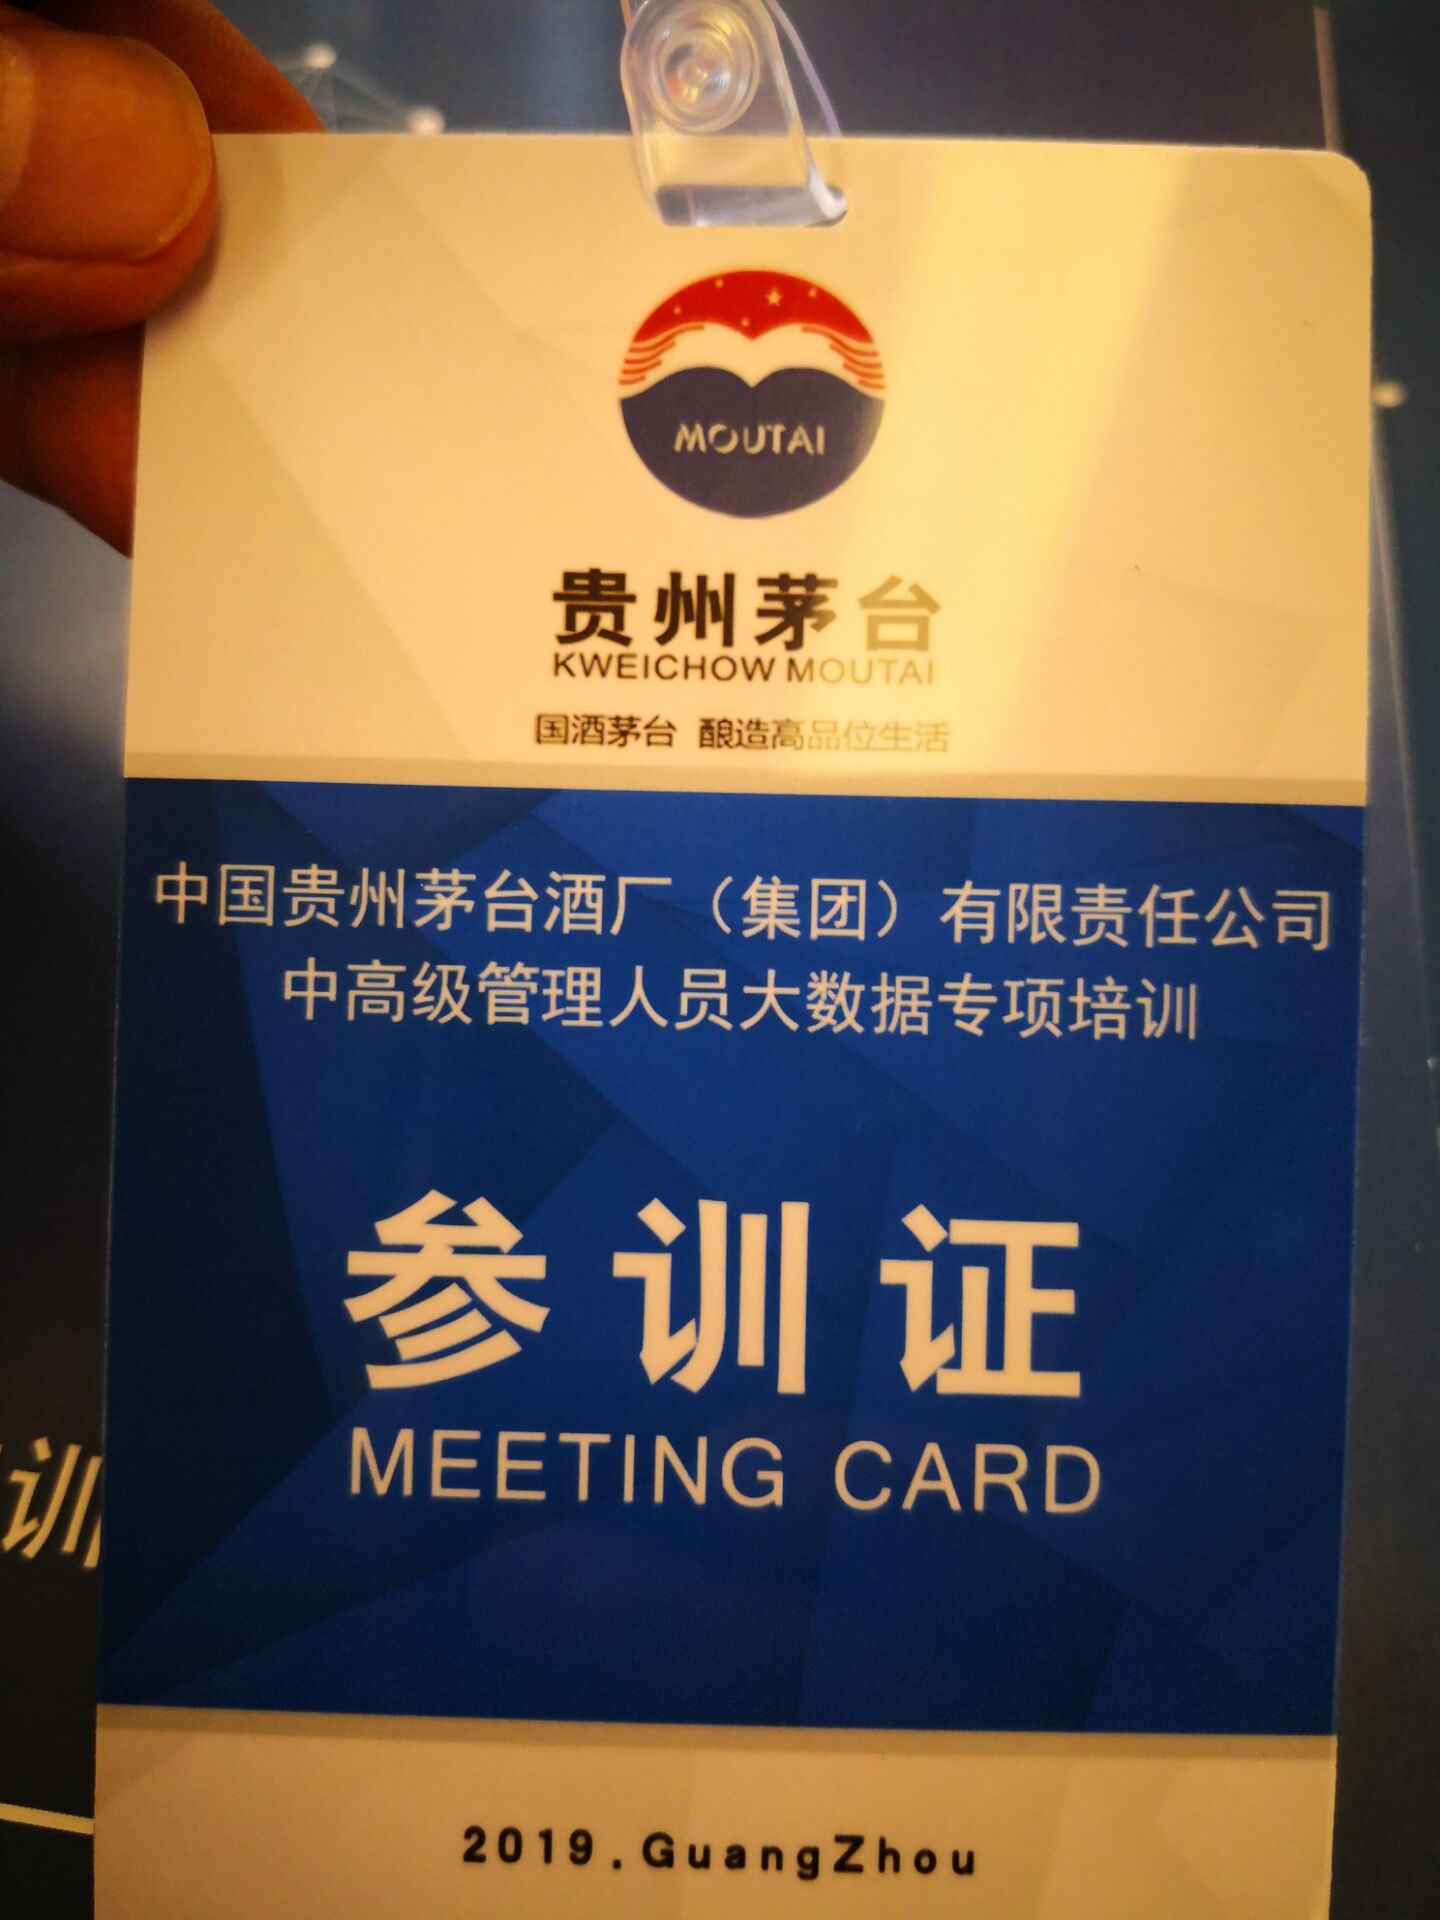 MOUTAI
贵州茅台
KWEICHOW MOUTAI
国酒茅台 酿造高品位生活
中国贵州茅台酒厂（集团）有限责任公司
中高级管理人员大数据专项培训
参训证
MEETING CARD
训
2019.GuangZhou